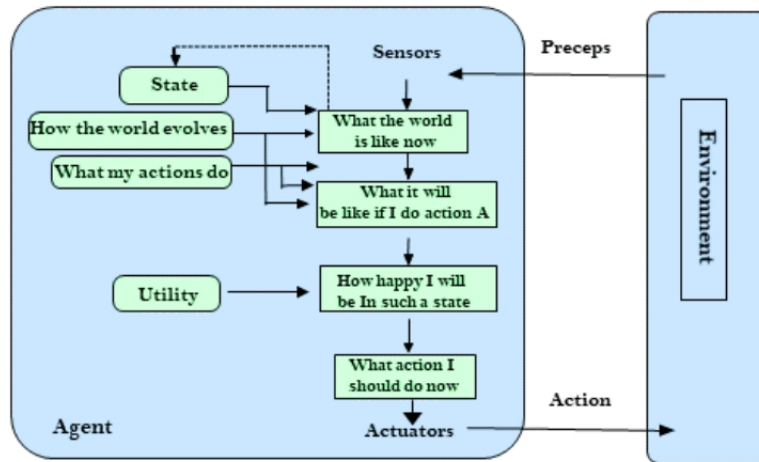 Sensors
Preceps
State
What the world
is like now
How the world evolves
What my actions do
What it will
be like if I do action A
How happy I will
be In such a state
Utility
What action I
should do now
Agent
Actuators
Action
Environment